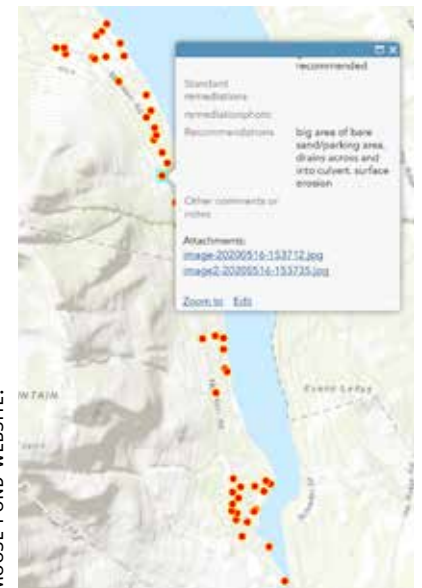 recommended
Standard
remediations
remediationphoto
Recommendations
big area of bare
sand/parking area.
drains across and
into culvert. surface
erosion
Other comments or
notes
Attachments:
image-20200516-153712.jpg
image2-20200516-153735.jpg
Zoom to Edit
NTAIN
MOOSE POND WEBSITE.